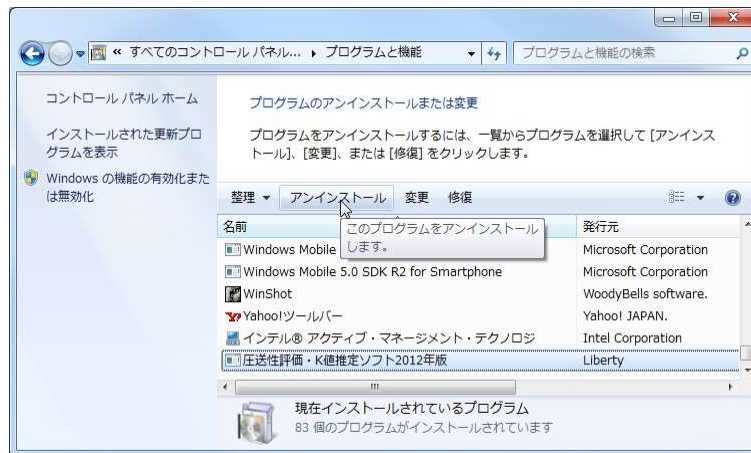 « すべてのコントロール パネル... ▸ プログラムと機能
プログラムと機能の検索
コントロール パネル ホーム
インストールされた更新プロ
グラムを表示
Windows の機能の有効化また
は無効化
プログラムのアンインストールまたは変更
プログラムをアンインストールするには、一覧からプログラムを選択して [アンインス
トール]、[変更]、または [修復] をクリックします。
整理 アンインストール 変更 修復
名前 発行元
このプログラムをアンインストール
します。
Windows Mobile Microsoft Corporation
Windows Mobile 5.0 SDK R2 for Smartphone Microsoft Corporation
WinShot WoodyBells software.
Yahoo!ツールバー Yahoo! JAPAN.
インテル® アクティブ・マネージメント・テクノロジ Intel Corporation
圧送性評価・K値推定ソフト2012年版 Liberty
現在インストールされているプログラム
83 個のプログラムがインストールされています